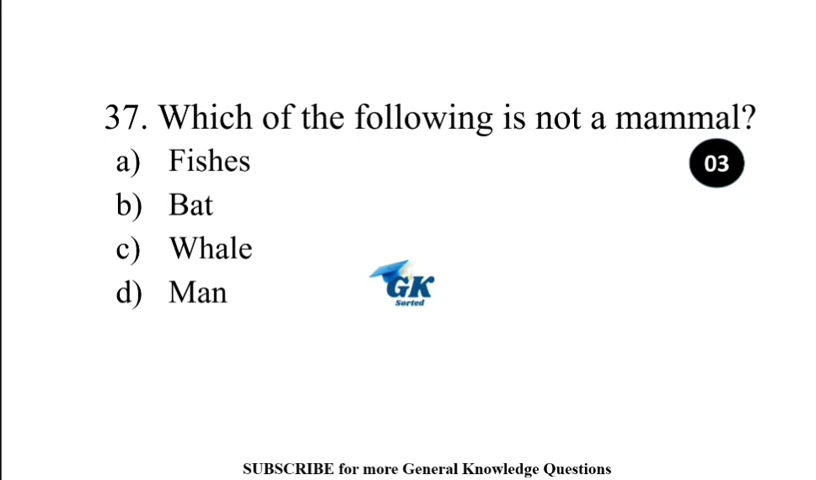 37. Which of the following is not a mammal?
a) Fishes
03
b) Bat
c) Whale
d) Man
GK
Sorted
SUBSCRIBE for more General Knowledge Questions